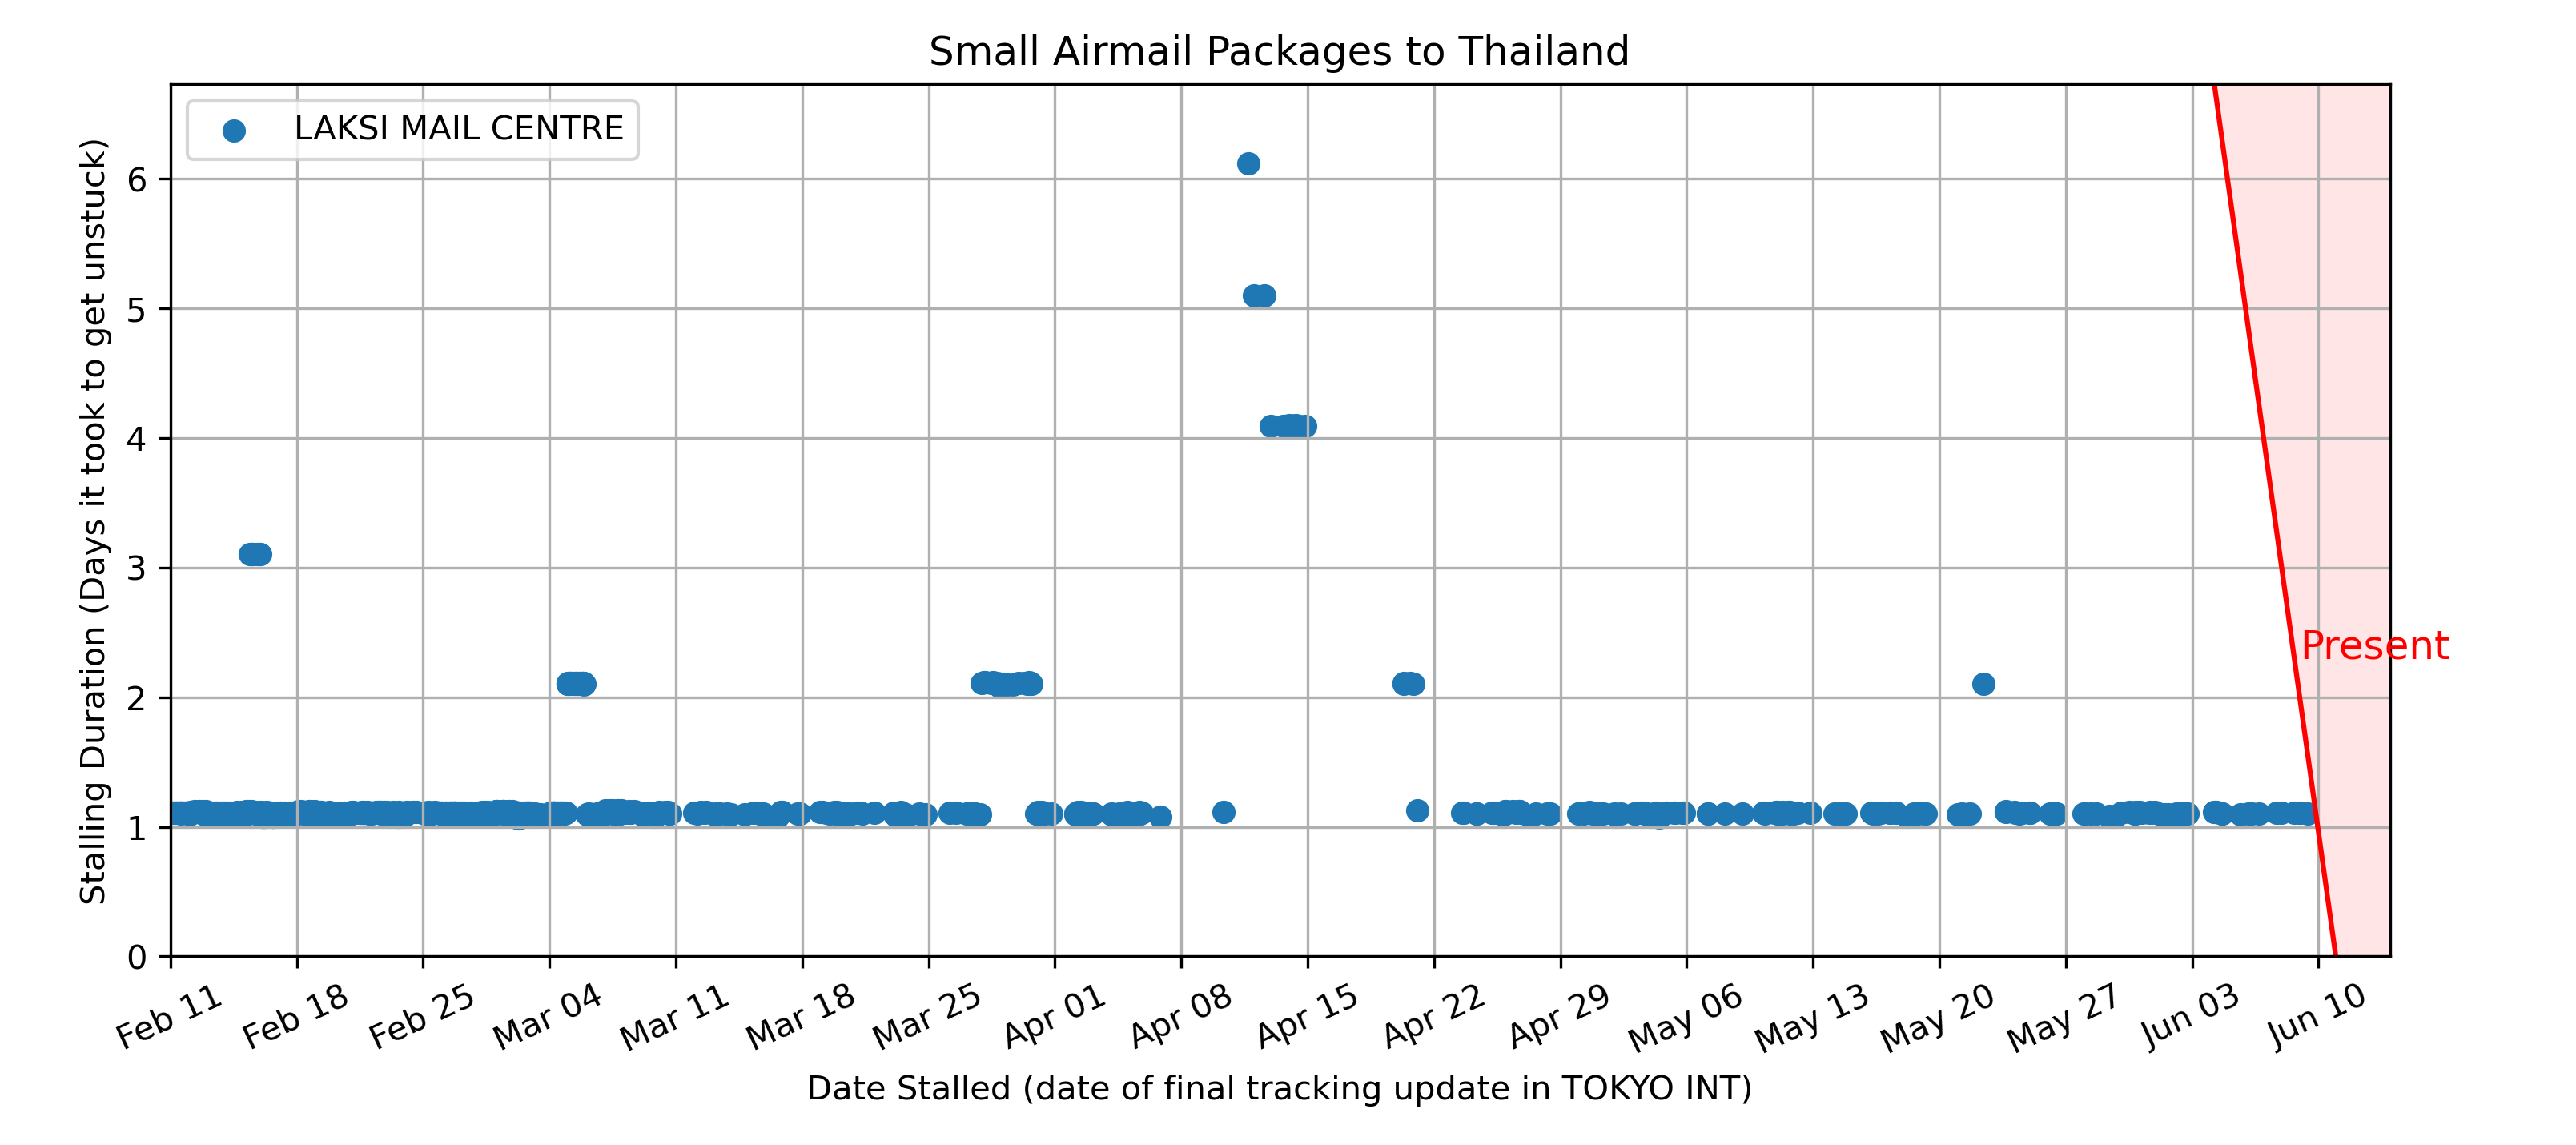 Small Airmail Packages to Thailand
LAKSI MAIL CENTRE
Stalling Duration (Days it took to get unstuck)
6
5
4
3
2
1
0
Present
Feb 11
Feb 18
Feb 25
Mar 04
Mar 11
Mar 18
Mar 25
Apr 01
Apr 08
Apr 15
Apr 22
Apr 29
May 06
May 13
May 20
May 27
Jun 03
Jun 10
Date Stalled (date of final tracking update in TOKYO INT)